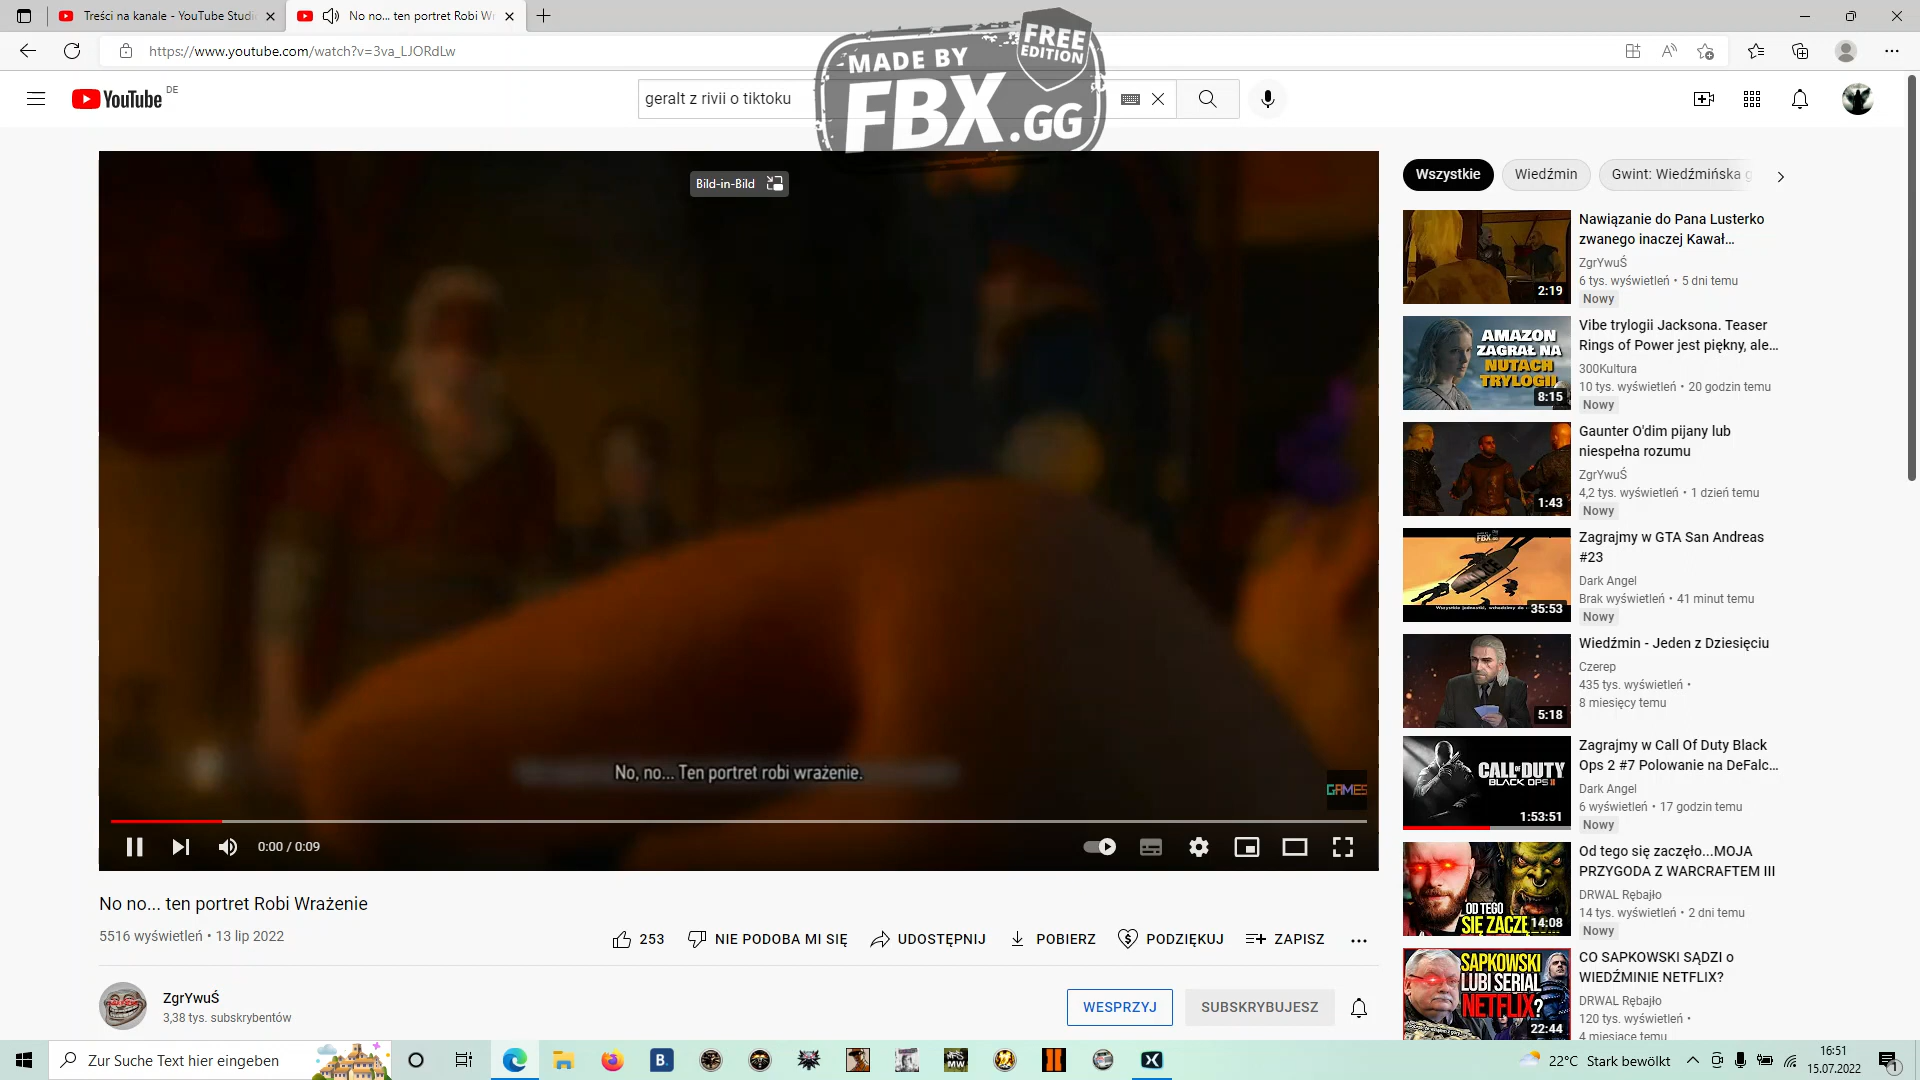 Treści na kanale - YouTube Studi
No no... ten portret Robi Wr
https://www.youtube.com/watch?v=3va_LJORdLw
MADE BY
FBX.GG
FREE
EDITION
YouTube DE
geralt z rivii o tiktoku
Bild-in-Bild
No, no... Ten portret robi wrażenie.
GAMES
0:00 / 0:09
No no... ten portret Robi Wrażenie
5516 wyświetleń • 13 lip 2022
253
NIE PODOBA MI SIĘ
UDOSTĘPNIJ
POBIERZ
PODZIĘKUJ
ZAPISZ
ZgrYwuŚ
3,38 tys. subskrybentów
WESPRZYJ
SUBSKRYBUJESZ
Wszystkie
Wiedźmin
Gwint: Wiedźmińska g
Nawiązanie do Pana Lusterko
zwanego inaczej Kawał...
ZgrYwuŚ
6 tys. wyświetleń • 5 dni temu
Nowy
2:19
AMAZON
ZAGRAŁ NA
NUTACH
TRYLOGII
8:15
Vibe trylogii Jacksona. Teaser
Rings of Power jest piękny, ale...
300Kultura
10 tys. wyświetleń • 20 godzin temu
Nowy
1:43
Gaunter O'dim pijany lub
niespełna rozumu
ZgrYwuŚ
4,2 tys. wyświetleń • 1 dzień temu
Nowy
FBX.GG
35:53
Zagrajmy w GTA San Andreas
#23
Dark Angel
Brak wyświetleń • 41 minut temu
Nowy
5:18
Wiedźmin - Jeden z Dziesięciu
Czerep
435 tys. wyświetleń •
8 miesięcy temu
CALL OF DUTY
BLACK OPS II
1:53:51
Zagrajmy w Call Of Duty Black
Ops 2 #7 Polowanie na DeFalc...
Dark Angel
6 wyświetleń • 17 godzin temu
Nowy
OD TEGO
SIĘ ZACZĘ
14:08
Od tego się zaczęło...MOJA
PRZYGODA Z WARCRAFTEM III
DRWAL Rębajło
14 tys. wyświetleń • 2 dni temu
Nowy
SAPKOWSKI
LUBI SERIAL
NETFLIX?
22:44
CO SAPKOWSKI SĄDZI o
WIEDŹMINIE NETFLIX?
DRWAL Rębajło
120 tys. wyświetleń •
4 miesiące temu
Zur Suche Text hier eingeben
B.
MW
22°C Stark bewölkt
16:51
15.07.2022
1